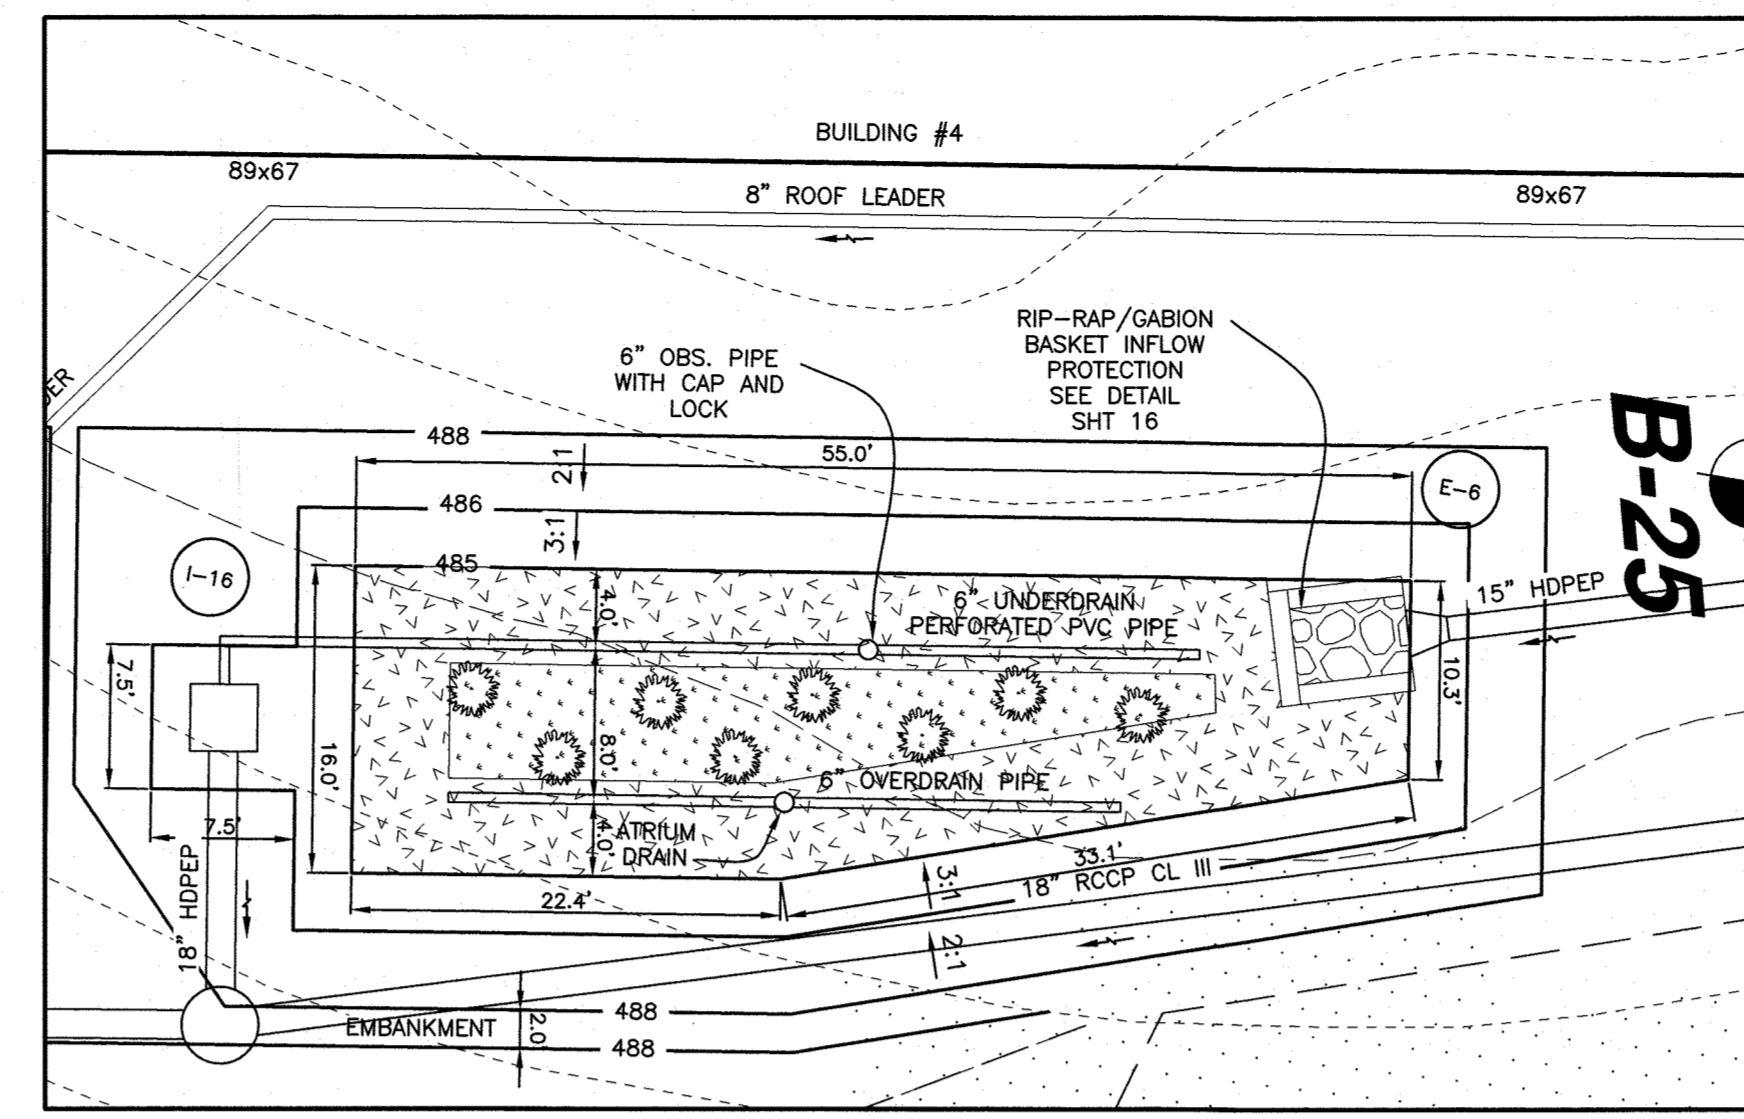 BUILDING #4
89x67
8" ROOF LEADER
89x67
RIP-RAP/GABION
BASKET INFLOW
PROTECTION
SEE DETAIL
SHT 16
6" OBS. PIPE
WITH CAP AND
LOCK
DER
488
2:1
55.0'
B-25
E-6
486
3:1
I-16
485
4.0'
6" UNDERDRAIN
PERFORATED PVC PIPE
15" HDPEP
7.5'
10.3'
16.0'
8.0'
6" OVERDRAIN PIPE
7.5'
4.0'
ATRIUM
DRAIN
33.1'
3:1
18" RCCP CL III
18" HDPEP
22.4'
2:1
488
EMBANKMENT
2.0'
488